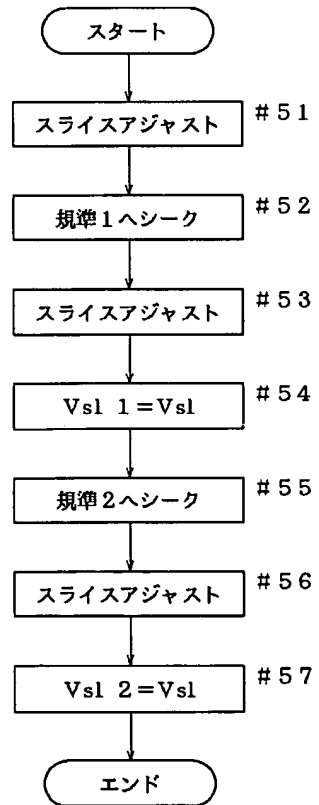 スタート
スライスアジャスト #51
規準1へシーク #52
スライスアジャスト #53
Vsl 1=Vsl #54
規準2へシーク #55
スライスアジャスト #56
Vsl 2=Vsl #57
エンド